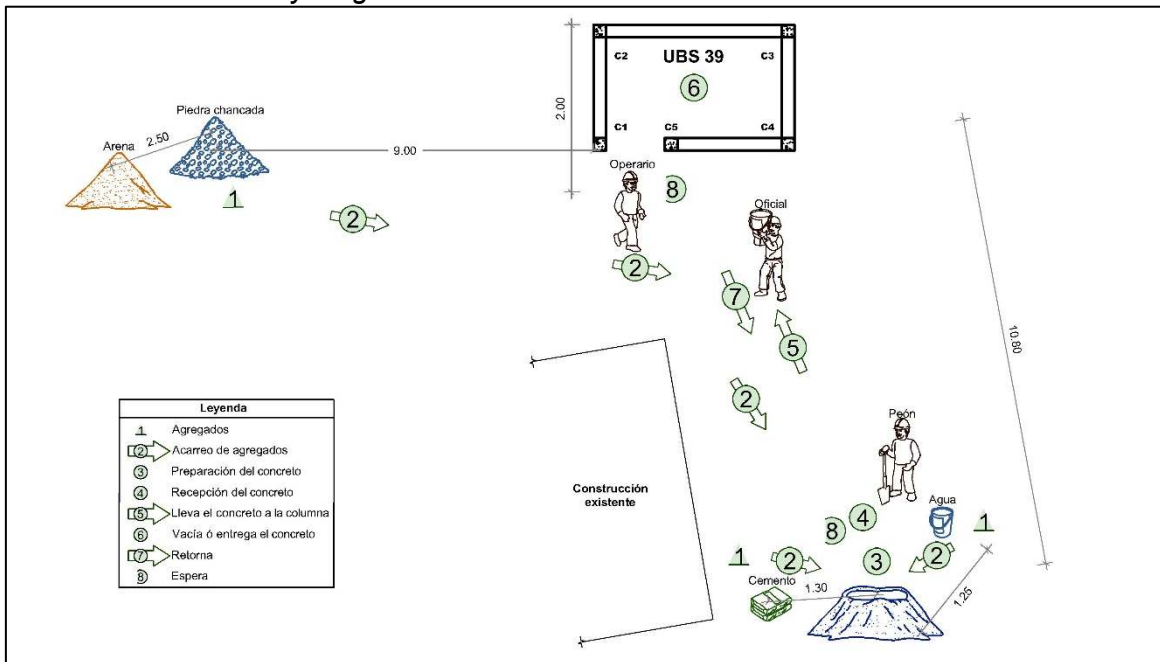 C2
UBS 39
C3
6
2.00
Piedra chancada
Arena
2.50
9.00
C1
C5
C4
1
2
Operario
8
Oficial
2
7
5
2
10.80
Peón
Construcción
existente
Agua
4
8
1
1
2
3
2
Cemento
1.30
1.25
Leyenda
1 Agregados
2 Acarreo de agregados
3 Preparación del concreto
4 Recepción del concreto
5 Lleva el concreto a la columna
6 Vacía ó entrega el concreto
7 Retorna
8 Espera